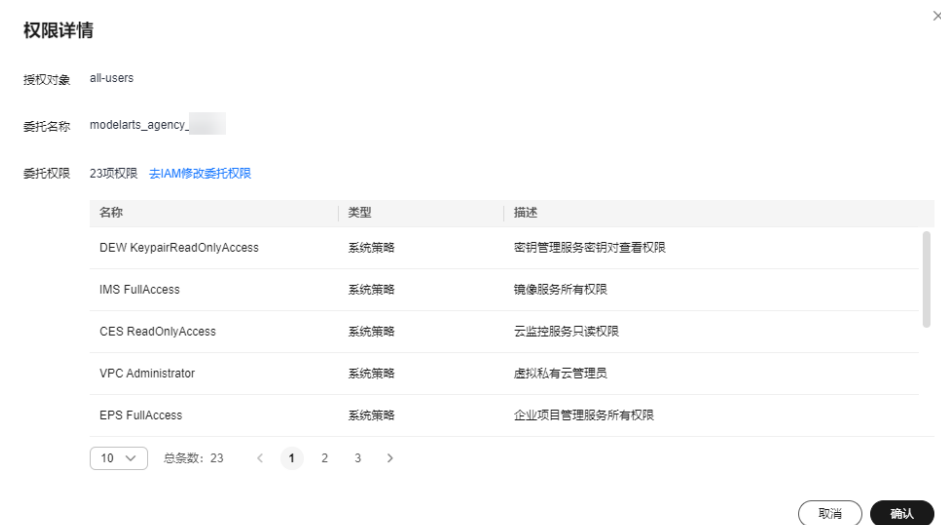 权限详情
授权对象 all-users
委托名称 modelarts_agency_
委托权限 23项权限 去IAM修改委托权限
名称 类型 描述
DEW KeypairReadOnlyAccess 系统策略 密钥管理服务密钥对查看权限
IMS FullAccess 系统策略 镜像服务所有权限
CES ReadOnlyAccess 系统策略 云监控服务只读权限
VPC Administrator 系统策略 虚拟私有云管理员
EPS FullAccess 系统策略 企业项目管理服务所有权限
10 总条数: 23 < 1 2 3 >
取消 确认